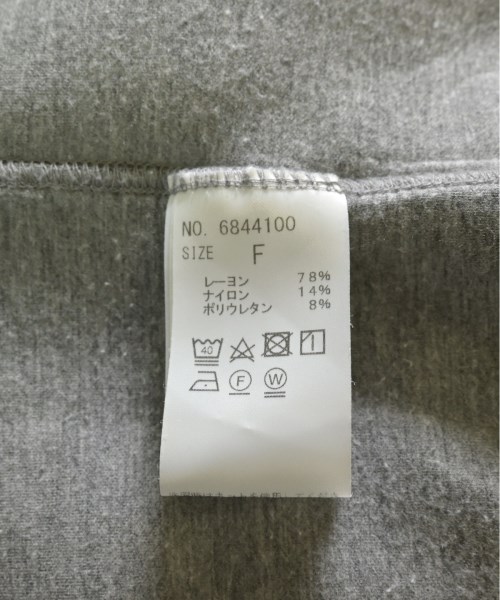 NO. 6844100
SIZE F
レーヨン 78%
ナイロン 14%
ポリウレタン 8%
40
F W